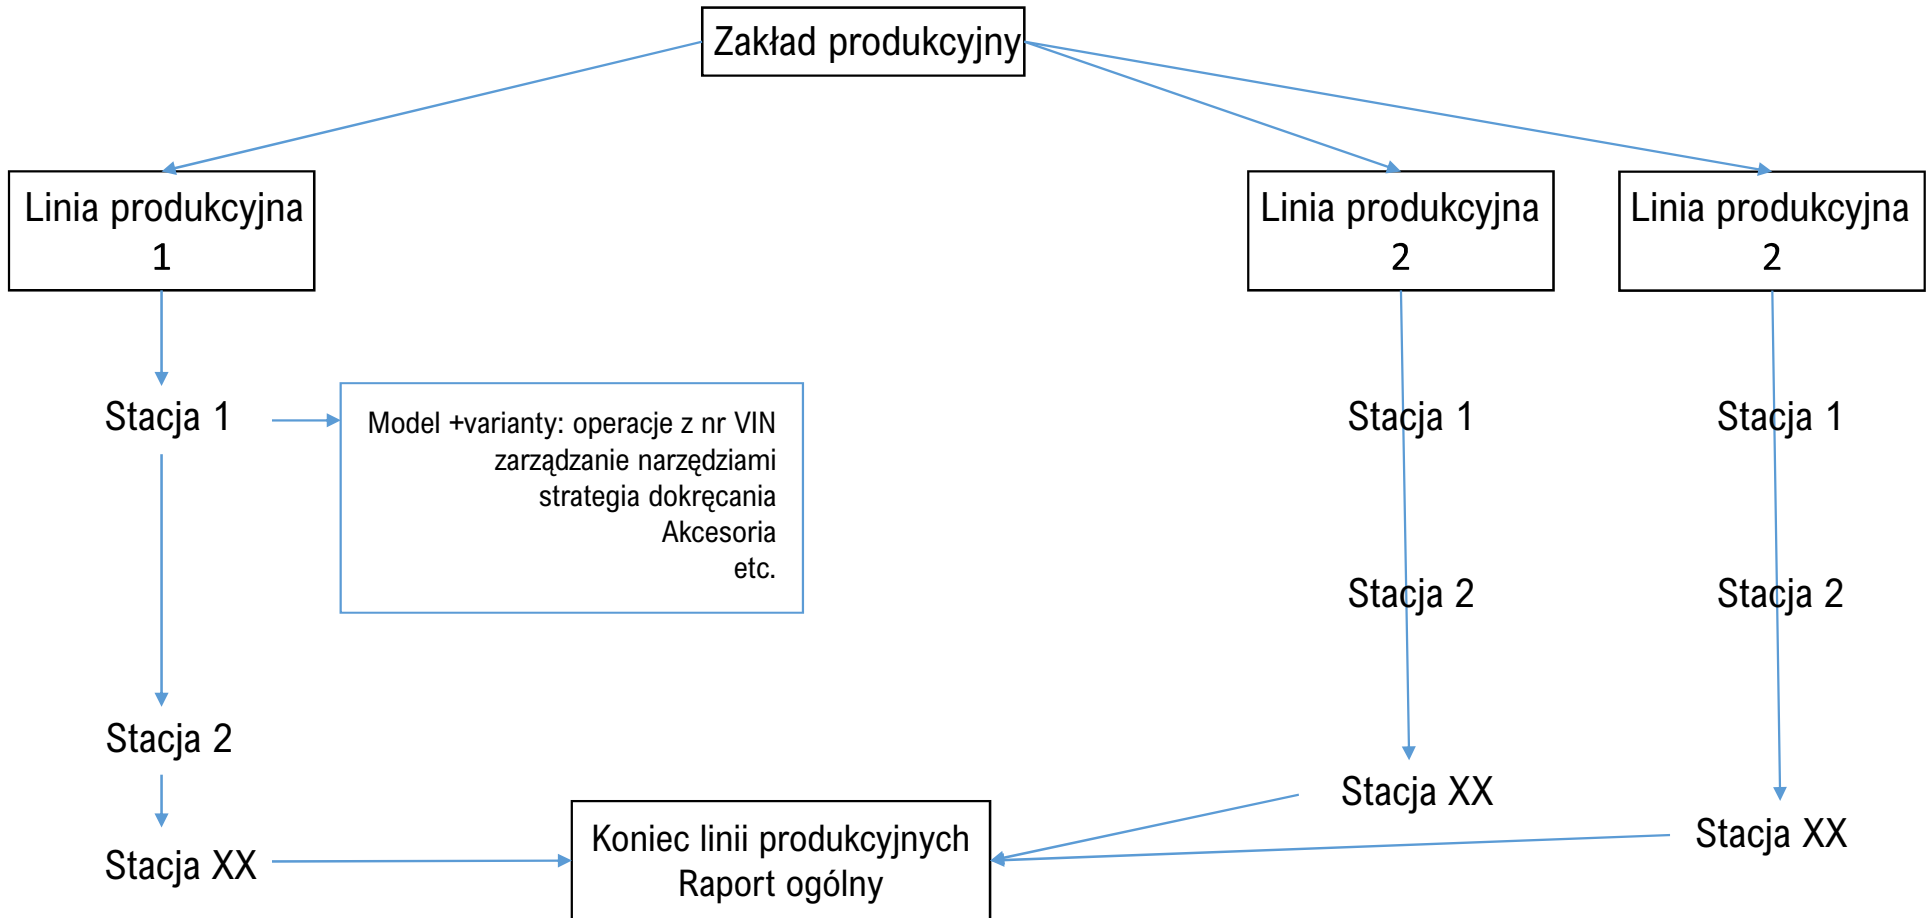 Zakład produkcyjny
Linia produkcyjna
1
Linia produkcyjna
2
Linia produkcyjna
2
Stacja 1
Model +varianty: operacje z nr VIN
zarządzanie narzędziami
strategia dokręcania
Akcesoria
etc.
Stacja 1
Stacja 1
Stacja 2
Stacja 2
Stacja 2
Stacja XX
Stacja XX
Stacja XX
Koniec linii produkcyjnych
Raport ogólny